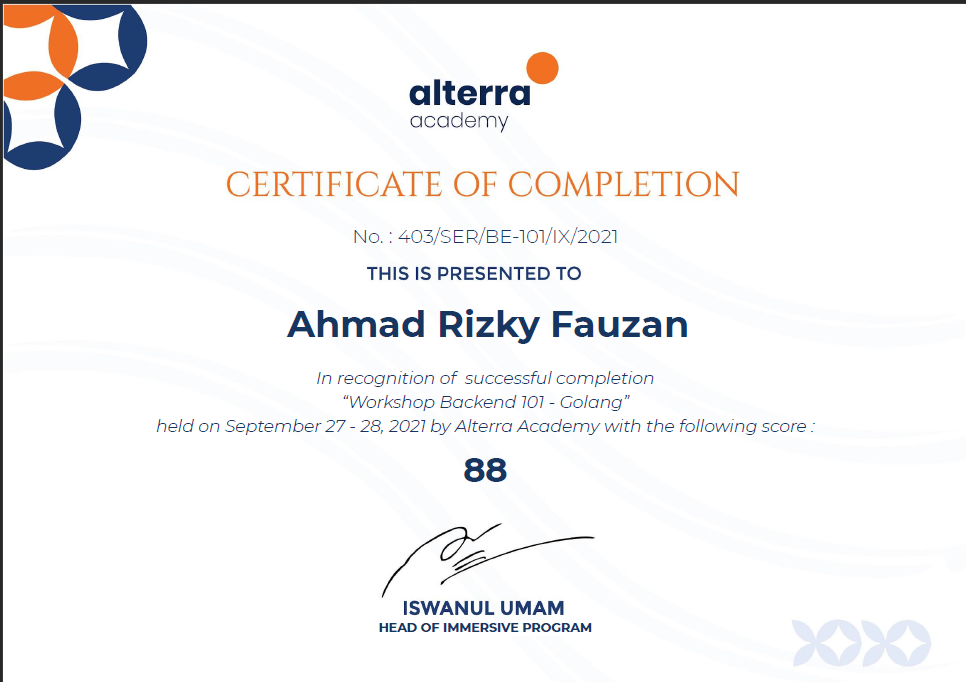 alterra
academy
CERTIFICATE OF COMPLETION
No. : 403/SER/BE-101/IX/2021
THIS IS PRESENTED TO
Ahmad Rizky Fauzan
In recognition of successful completion
“Workshop Backend 101 - Golang”
held on September 27 - 28, 2021 by Alterra Academy with the following score :
88
ISWANUL UMAM
HEAD OF IMMERSIVE PROGRAM